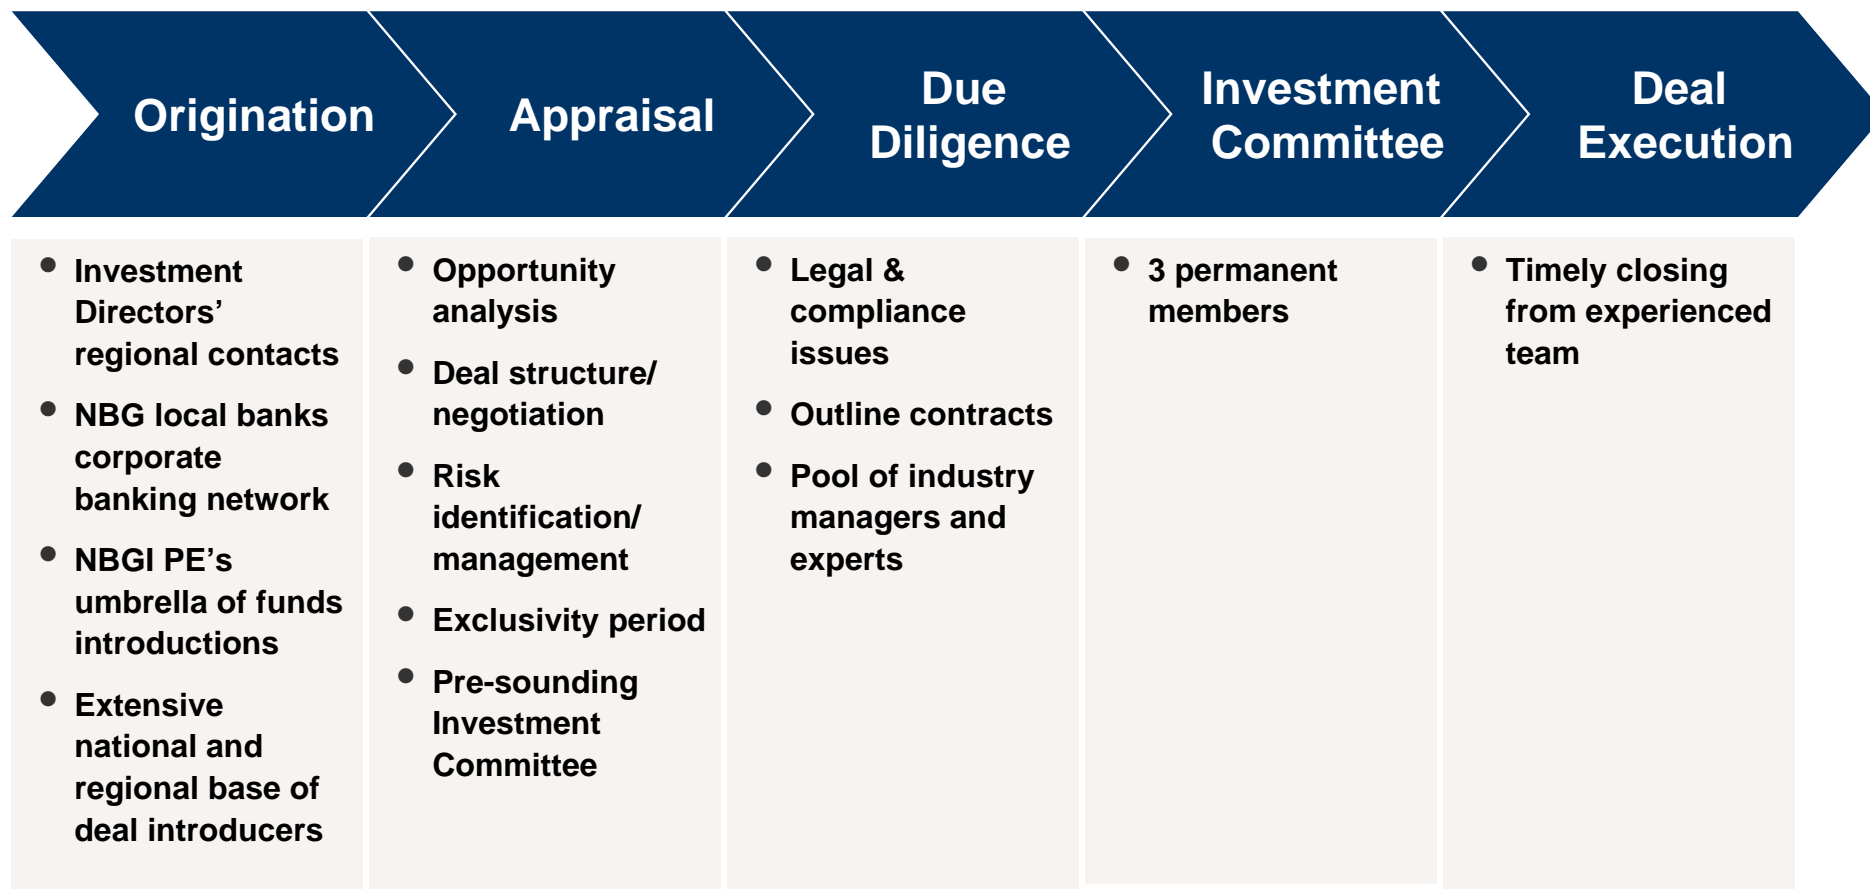 Origination
Appraisal
Due
Diligence
Investment
Committee
Deal
Execution
• Investment
Directors’
regional contacts
• NBG local banks
corporate
banking network
• NBGI PE’s
umbrella of funds
introductions
• Extensive
national and
regional base of
deal introducers
• Opportunity
analysis
• Deal structure/
negotiation
• Risk
identification/
management
• Exclusivity period
• Pre-sounding
Investment
Committee
• Legal &
compliance
issues
• Outline contracts
• Pool of industry
managers and
experts
• 3 permanent
members
• Timely closing
from experienced
team